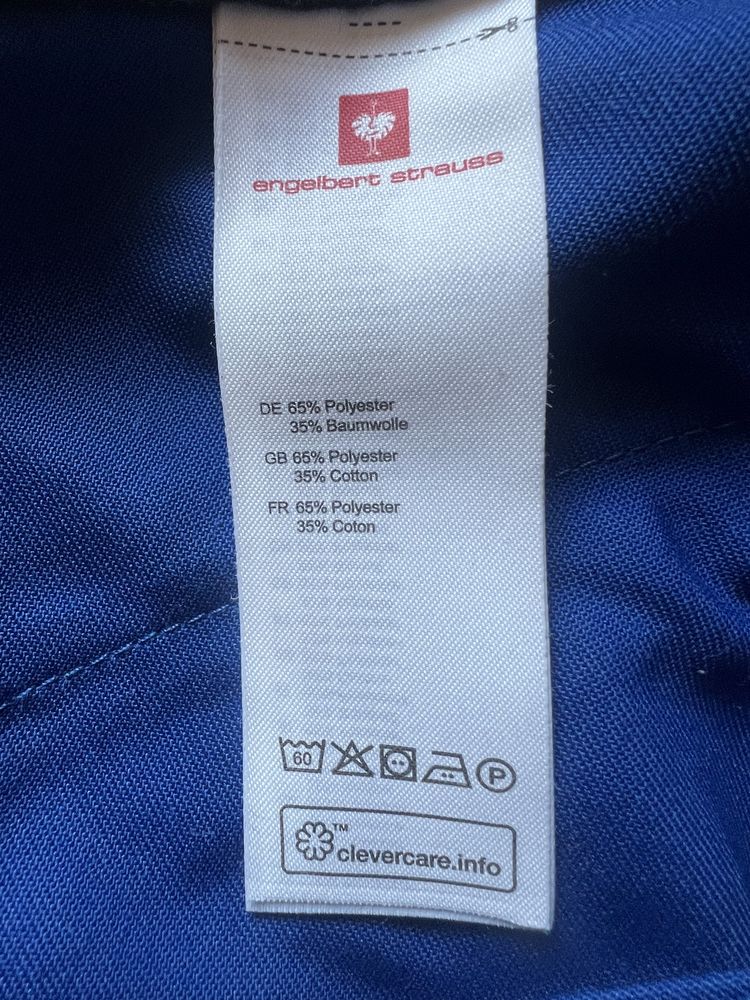 engelbert strauss
DE 65% Polyester
35% Baumwolle
GB 65% Polyester
35% Cotton
FR 65% Polyester
35% Coton
60
P
™
clevercare.info